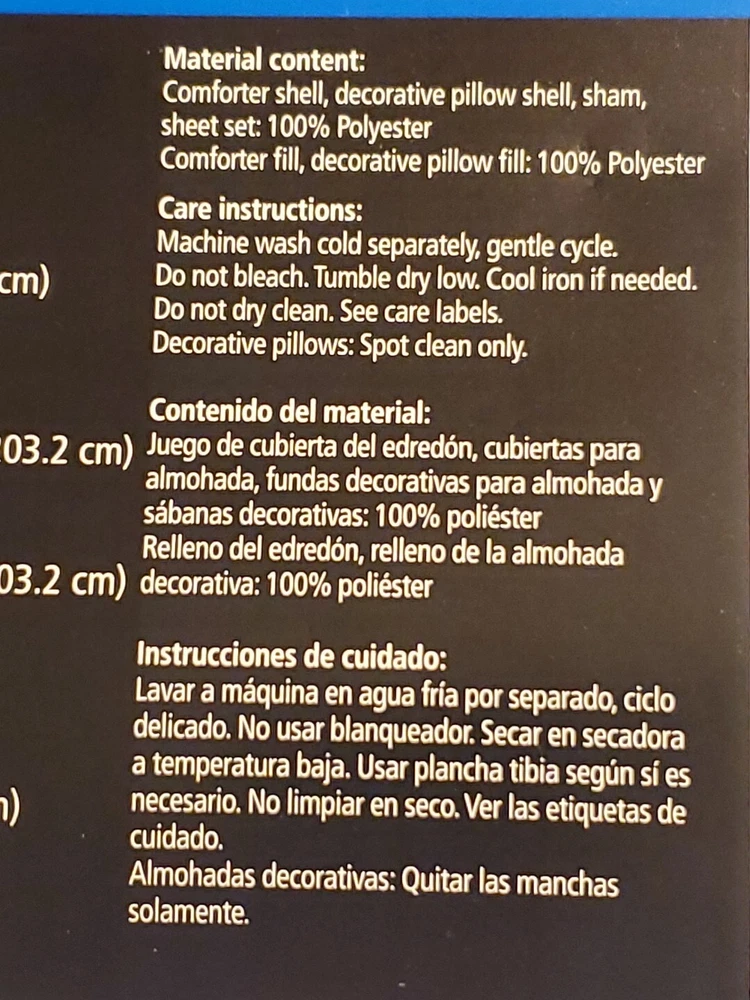 Material content:
Comforter shell, decorative pillow shell, sham,
sheet set: 100% Polyester
Comforter fill, decorative pillow fill: 100% Polyester
Care instructions:
Machine wash cold separately, gentle cycle.
cm)
Do not bleach. Tumble dry low. Cool iron if needed.
Do not dry clean. See care labels.
Decorative pillows: Spot clean only.
Contenido del material:
03.2 cm)
Juego de cubierta del edredón, cubiertas para
almohada, fundas decorativas para almohada y
sábanas decorativas: 100% poliéster
Relleno del edredón, relleno de la almohada
03.2 cm)
decorativa: 100% poliéster
Instrucciones de cuidado:
Lavar a máquina en agua fría por separado, ciclo
delicado. No usar blanqueador. Secar en secadora
a temperatura baja. Usar plancha tibia según sí es
necesario. No limpiar en seco. Ver las etiquetas de
cuidado.
Almohadas decorativas: Quitar las manchas
solamente.